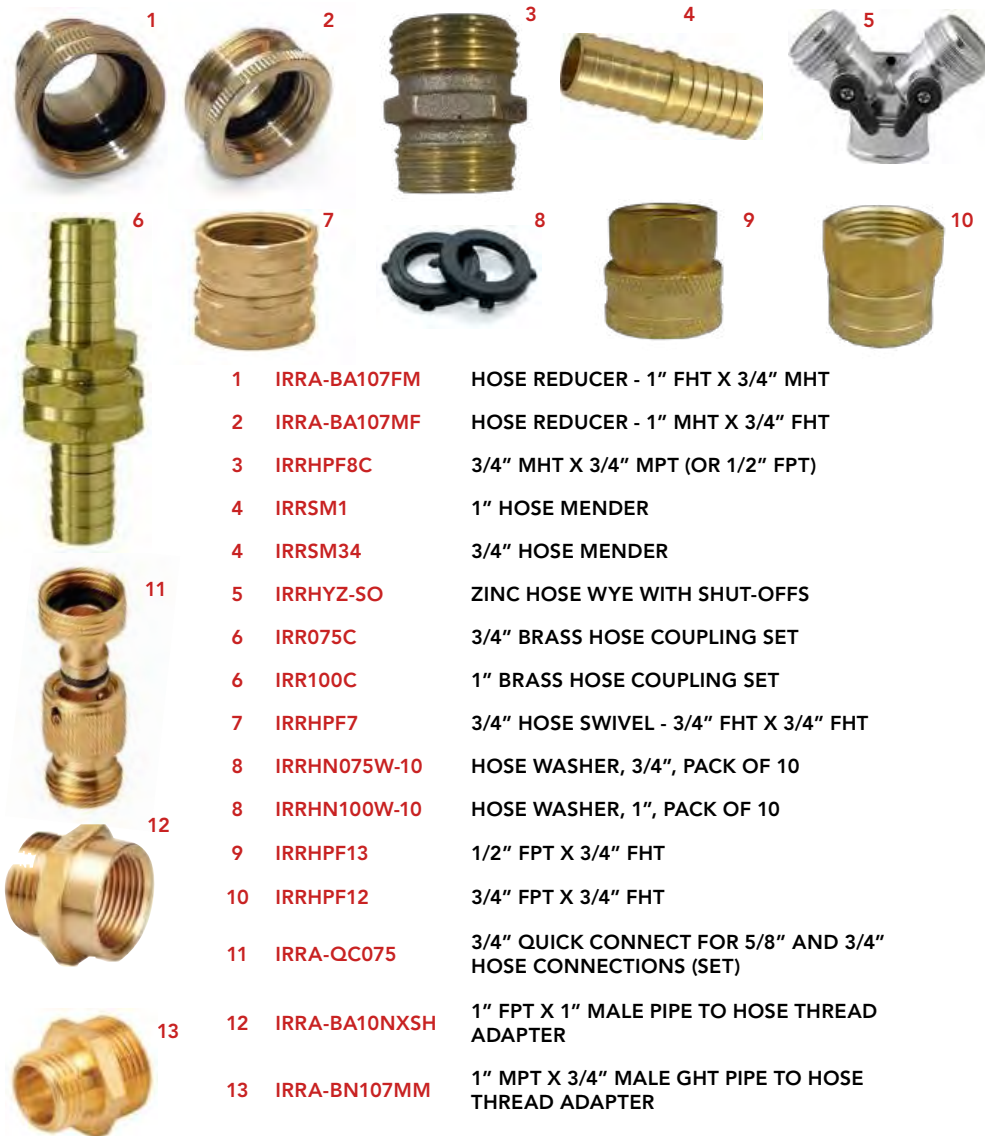 1
2
3
4
5
6
7
8
9
10
1 IRRA-BA107FM HOSE REDUCER - 1” FHT X 3/4” MHT
2 IRRA-BA107MF HOSE REDUCER - 1” MHT X 3/4” FHT
3 IRRHPF8C 3/4” MHT X 3/4” MPT (OR 1/2” FPT)
4 IRRSM1 1” HOSE MENDER
4 IRRSM34 3/4” HOSE MENDER
11
5 IRRHYZ-SO ZINC HOSE WYE WITH SHUT-OFFS
6 IRR075C 3/4” BRASS HOSE COUPLING SET
6 IRR100C 1” BRASS HOSE COUPLING SET
7 IRRHPF7 3/4” HOSE SWIVEL - 3/4” FHT X 3/4” FHT
8 IRRHN075W-10 HOSE WASHER, 3/4”, PACK OF 10
8 IRRHN100W-10 HOSE WASHER, 1”, PACK OF 10
12
9 IRRHPF13 1/2” FPT X 3/4” FHT
10 IRRHPF12 3/4” FPT X 3/4” FHT
11 IRRA-QC075 3/4” QUICK CONNECT FOR 5/8” AND 3/4”
HOSE CONNECTIONS (SET)
12 IRRA-BA10NXSH 1” FPT X 1” MALE PIPE TO HOSE THREAD
ADAPTER
13
13 IRRA-BN107MM 1” MPT X 3/4” MALE GHT PIPE TO HOSE
THREAD ADAPTER